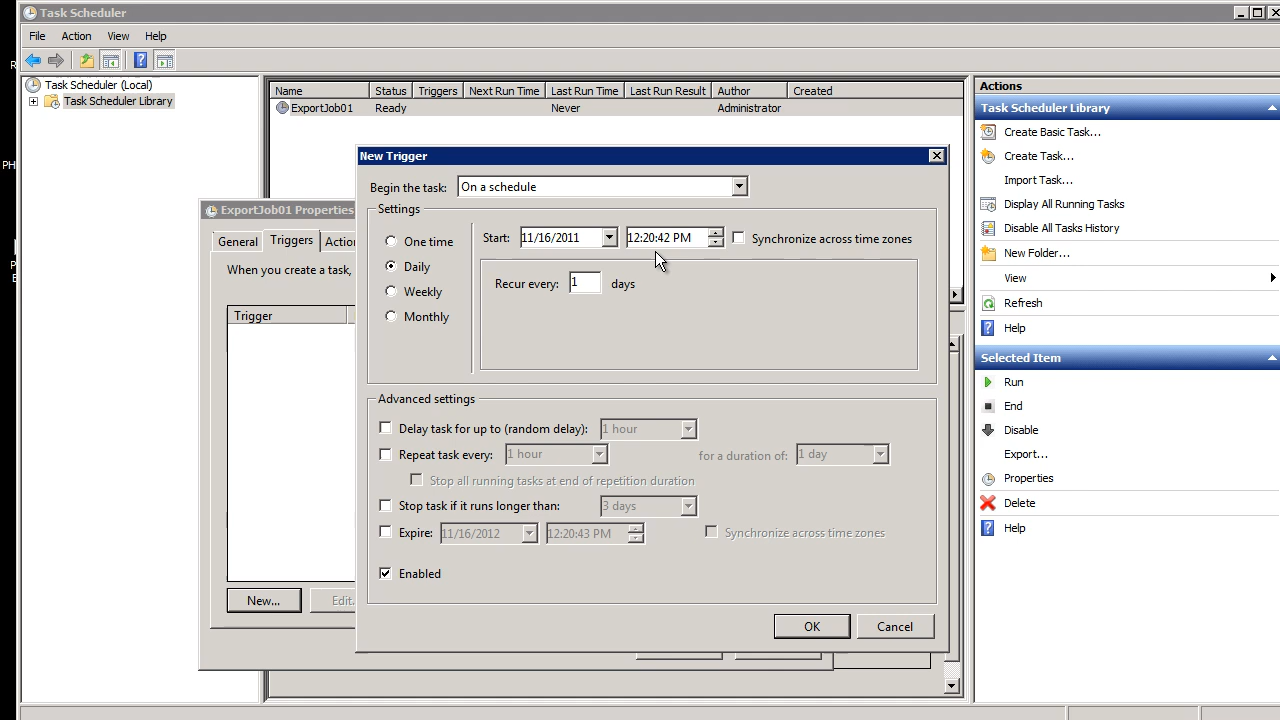 Task Scheduler
File Action View Help
Task Scheduler (Local)
Task Scheduler Library
Name Status Triggers Next Run Time Last Run Time Last Run Result Author Created
ExportJob01 Ready Never Administrator
ExportJob01 Properties
General Triggers Actio
When you create a task,
Trigger
New... Edit.
New Trigger
Begin the task: On a schedule
Settings
One time
Daily
Weekly
Monthly
Start: 11/16/2011 12:20:42 PM Synchronize across time zones
Recur every: 1 days
Advanced settings
Delay task for up to (random delay): 1 hour
Repeat task every: 1 hour for a duration of: 1 day
Stop all running tasks at end of repetition duration
Stop task if it runs longer than: 3 days
Expire: 11/16/2012 12:20:43 PM Synchronize across time zones
Enabled
OK Cancel
Actions
Task Scheduler Library
Create Basic Task...
Create Task...
Import Task...
Display All Running Tasks
Disable All Tasks History
New Folder...
View
Refresh
Help
Selected Item
Run
End
Disable
Export...
Properties
Delete
Help
R
PH
P
E